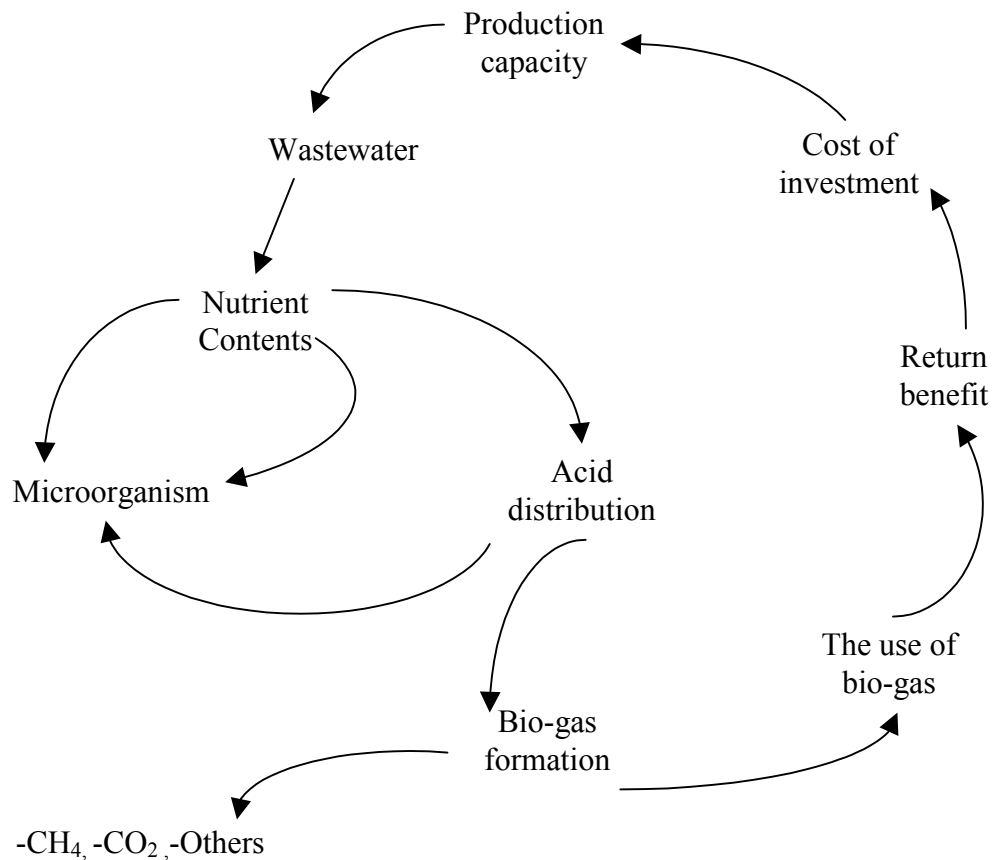 Production
capacity
Cost of
investment
Wastewater
Nutrient
Contents
Return
benefit
Microorganism
Acid
distribution
The use of
bio-gas
Bio-gas
formation
-CH₄, -CO₂ ,-Others